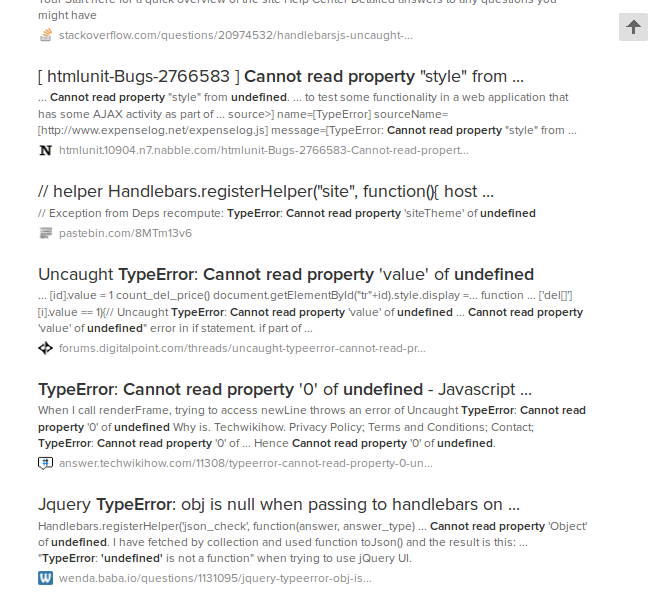 Your Start here for a quick overview of the site Help Center Detailed answers to any questions you
might have
stackoverflow.com/questions/20974532/handlebarsjs-uncaught-...
[ htmlunit-Bugs-2766583 ] Cannot read property "style" from ...
... Cannot read property "style" from undefined. ... to test some functionality in a web application that
has some AJAX activity as part of ... source>] name=[TypeError] sourceName=
[http://www.expenselog.net/expenselog.js] message=[TypeError: Cannot read property "style" from ...
htmlunit.10904.n7.nabble.com/htmlunit-Bugs-2766583-Cannot-read-propert...
// helper Handlebars.registerHelper("site", function(){ host ...
// Exception from Deps recompute: TypeError: Cannot read property 'siteTheme' of undefined
pastebin.com/8MTm13v6
Uncaught TypeError: Cannot read property 'value' of undefined
... [id].value = 1 count_del_price() document.getElementById("tr"+id).style.display =... function ... ['del[]']
[i].value == 1){// Uncaught TypeError: Cannot read property 'value' of undefined ... Cannot read property
'value' of undefined" error in if statement. if part of ...
forums.digitalpoint.com/threads/uncaught-typeerror-cannot-read-pr...
TypeError: Cannot read property '0' of undefined - Javascript ...
When I call renderFrame, trying to access newLine throws an error of Uncaught TypeError: Cannot read
property '0' of undefined Why is. Techwikihow. Privacy Policy; Terms and Conditions; Contact;
TypeError: Cannot read property '0' of ... Hence Cannot read property '0' of undefined.
answer.techwikihow.com/11308/typeerror-cannot-read-property-0-un...
Jquery TypeError: obj is null when passing to handlebars on ...
Handlebars.registerHelper('json_check', function(answer, answer_type) ... Cannot read property 'Object'
of undefined. I have fetched by collection and used function toJson() and the result is this: ...
"TypeError: 'undefined' is not a function" when trying to use jQuery UI.
wenda.baba.io/questions/1131095/jquery-typeerror-obj-is...